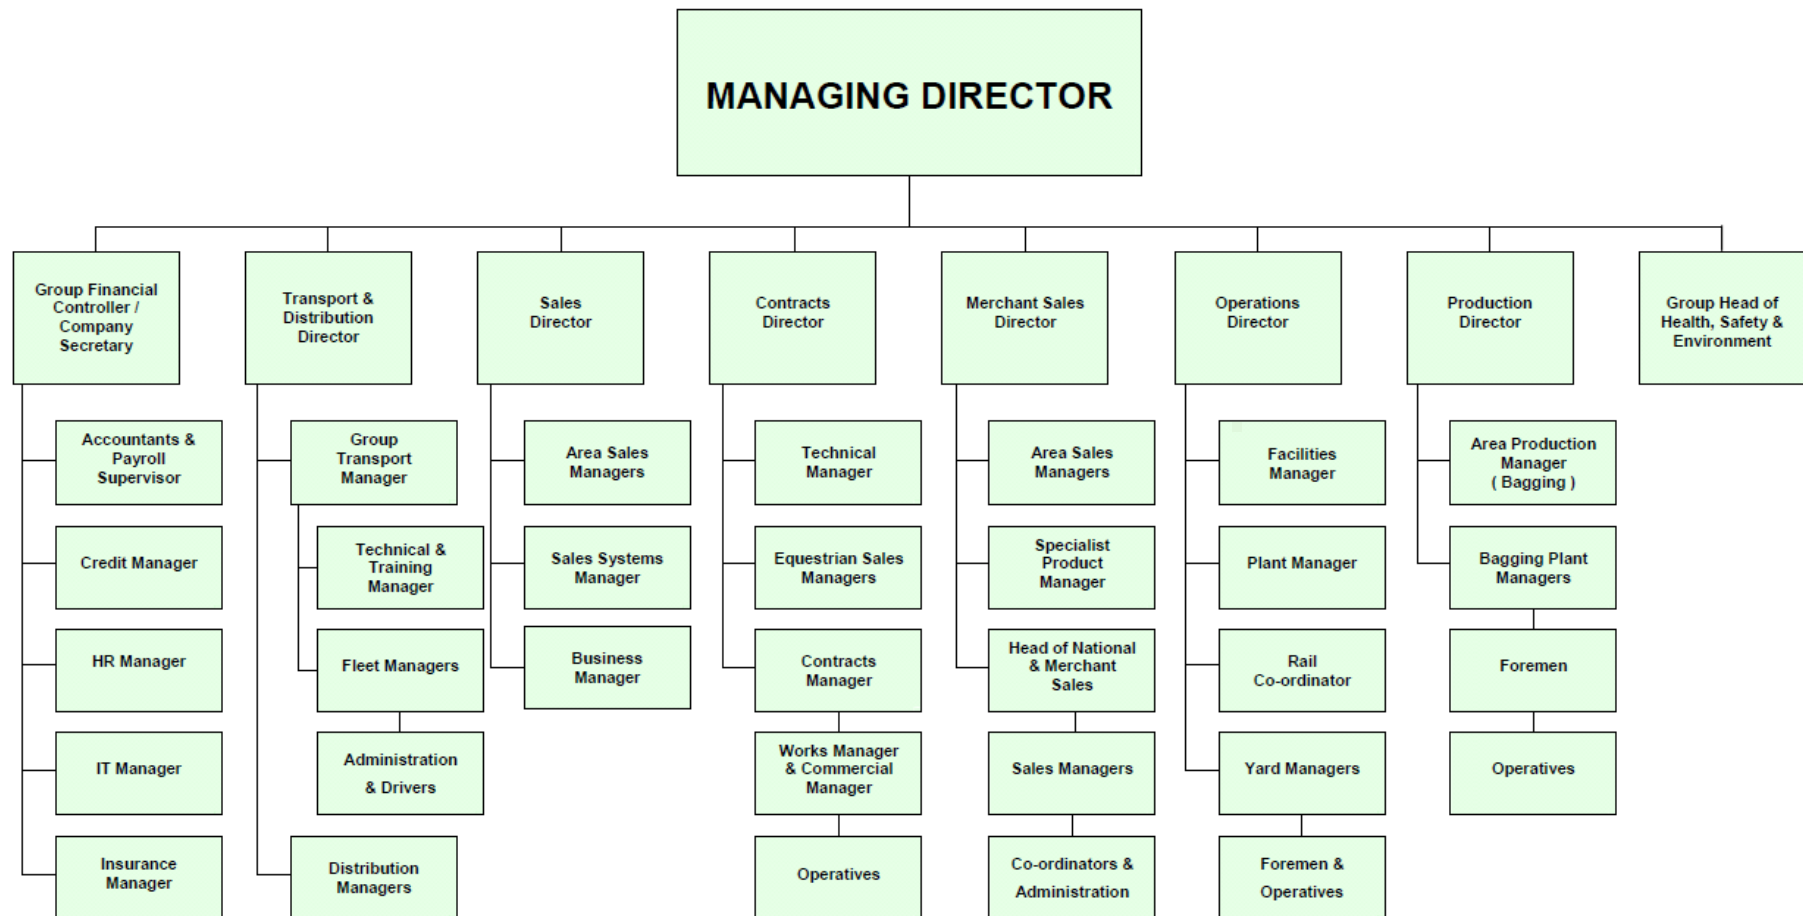 MANAGING DIRECTOR
Group Financial
Controller /
Company
Secretary
Transport &
Distribution
Director
Sales
Director
Contracts
Director
Merchant Sales
Director
Operations
Director
Production
Director
Group Head of
Health, Safety &
Environment
Accountants &
Payroll
Supervisor
Group
Transport
Manager
Area Sales
Managers
Technical
Manager
Area Sales
Managers
Facilities
Manager
Area Production
Manager
( Bagging )
Credit Manager
Technical &
Training
Manager
Sales Systems
Manager
Equestrian Sales
Managers
Specialist
Product
Manager
Plant Manager
Bagging Plant
Managers
HR Manager
Fleet Managers
Business
Manager
Contracts
Manager
Head of National
& Merchant
Sales
Rail
Co-ordinator
Foremen
IT Manager
Administration
& Drivers
Works Manager
& Commercial
Manager
Sales Managers
Yard Managers
Operatives
Insurance
Manager
Distribution
Managers
Operatives
Co-ordinators &
Administration
Foremen &
Operatives